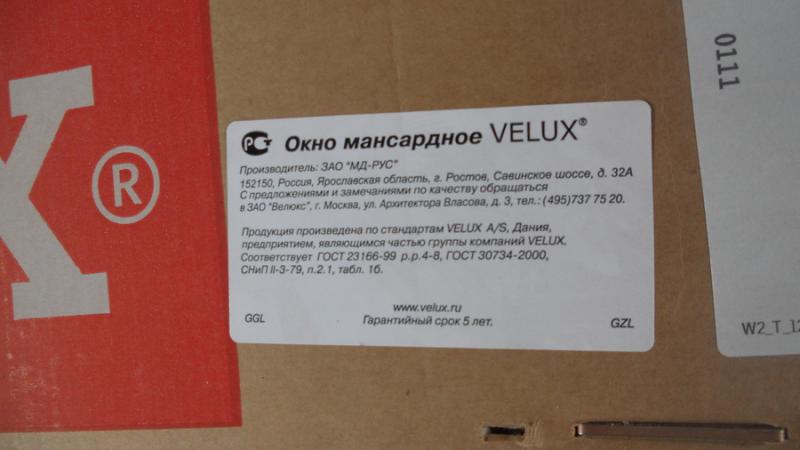 X®
0111
РС Окно мансардное VELUX®
Производитель: ЗАО "МД-РУС"
152150, Россия, Ярославская область, г. Ростов, Савинское шоссе, д. 32А
С предложениями и замечаниями по качеству обращаться
в ЗАО "Велюкс", г. Москва, ул. Архитектора Власова, д. 3, тел.: (495)737 75 20.
Продукция произведена по стандартам VELUX A/S, Дания,
предприятием, являющимся частью группы компаний VELUX.
Соответствует ГОСТ 23166-99 р.р.4-8, ГОСТ 30734-2000,
СНиП II-3-79, п.2.1, табл. 1б.
www.velux.ru
GGL Гарантийный срок 5 лет. GZL
W2_T_12